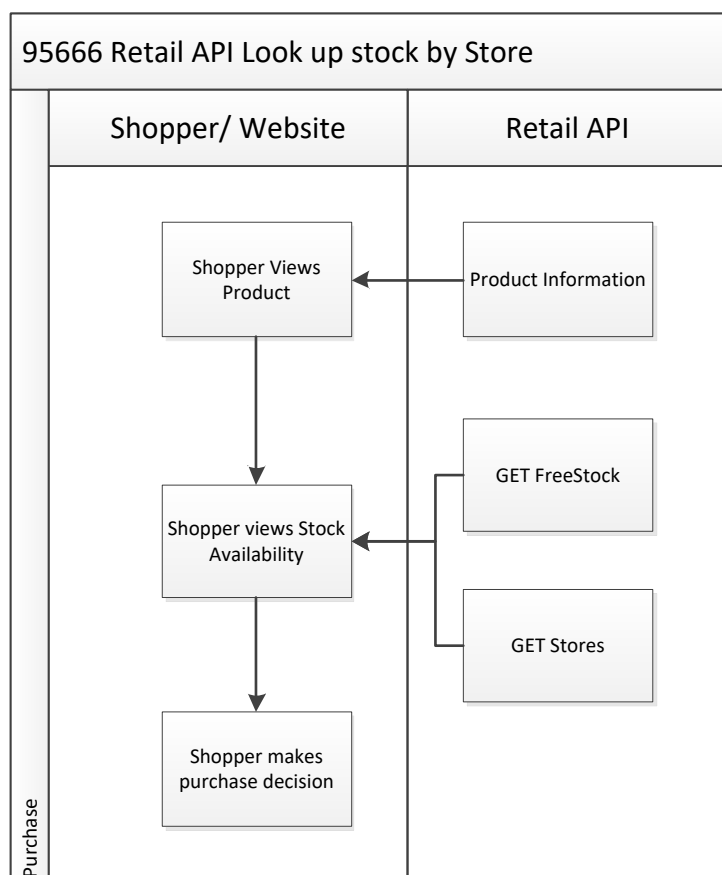 95666 Retail API Look up stock by Store
Shopper/ Website
Retail API
Shopper Views
Product
Product Information
GET FreeStock
Shopper views Stock
Availability
GET Stores
Shopper makes
purchase decision
Purchase